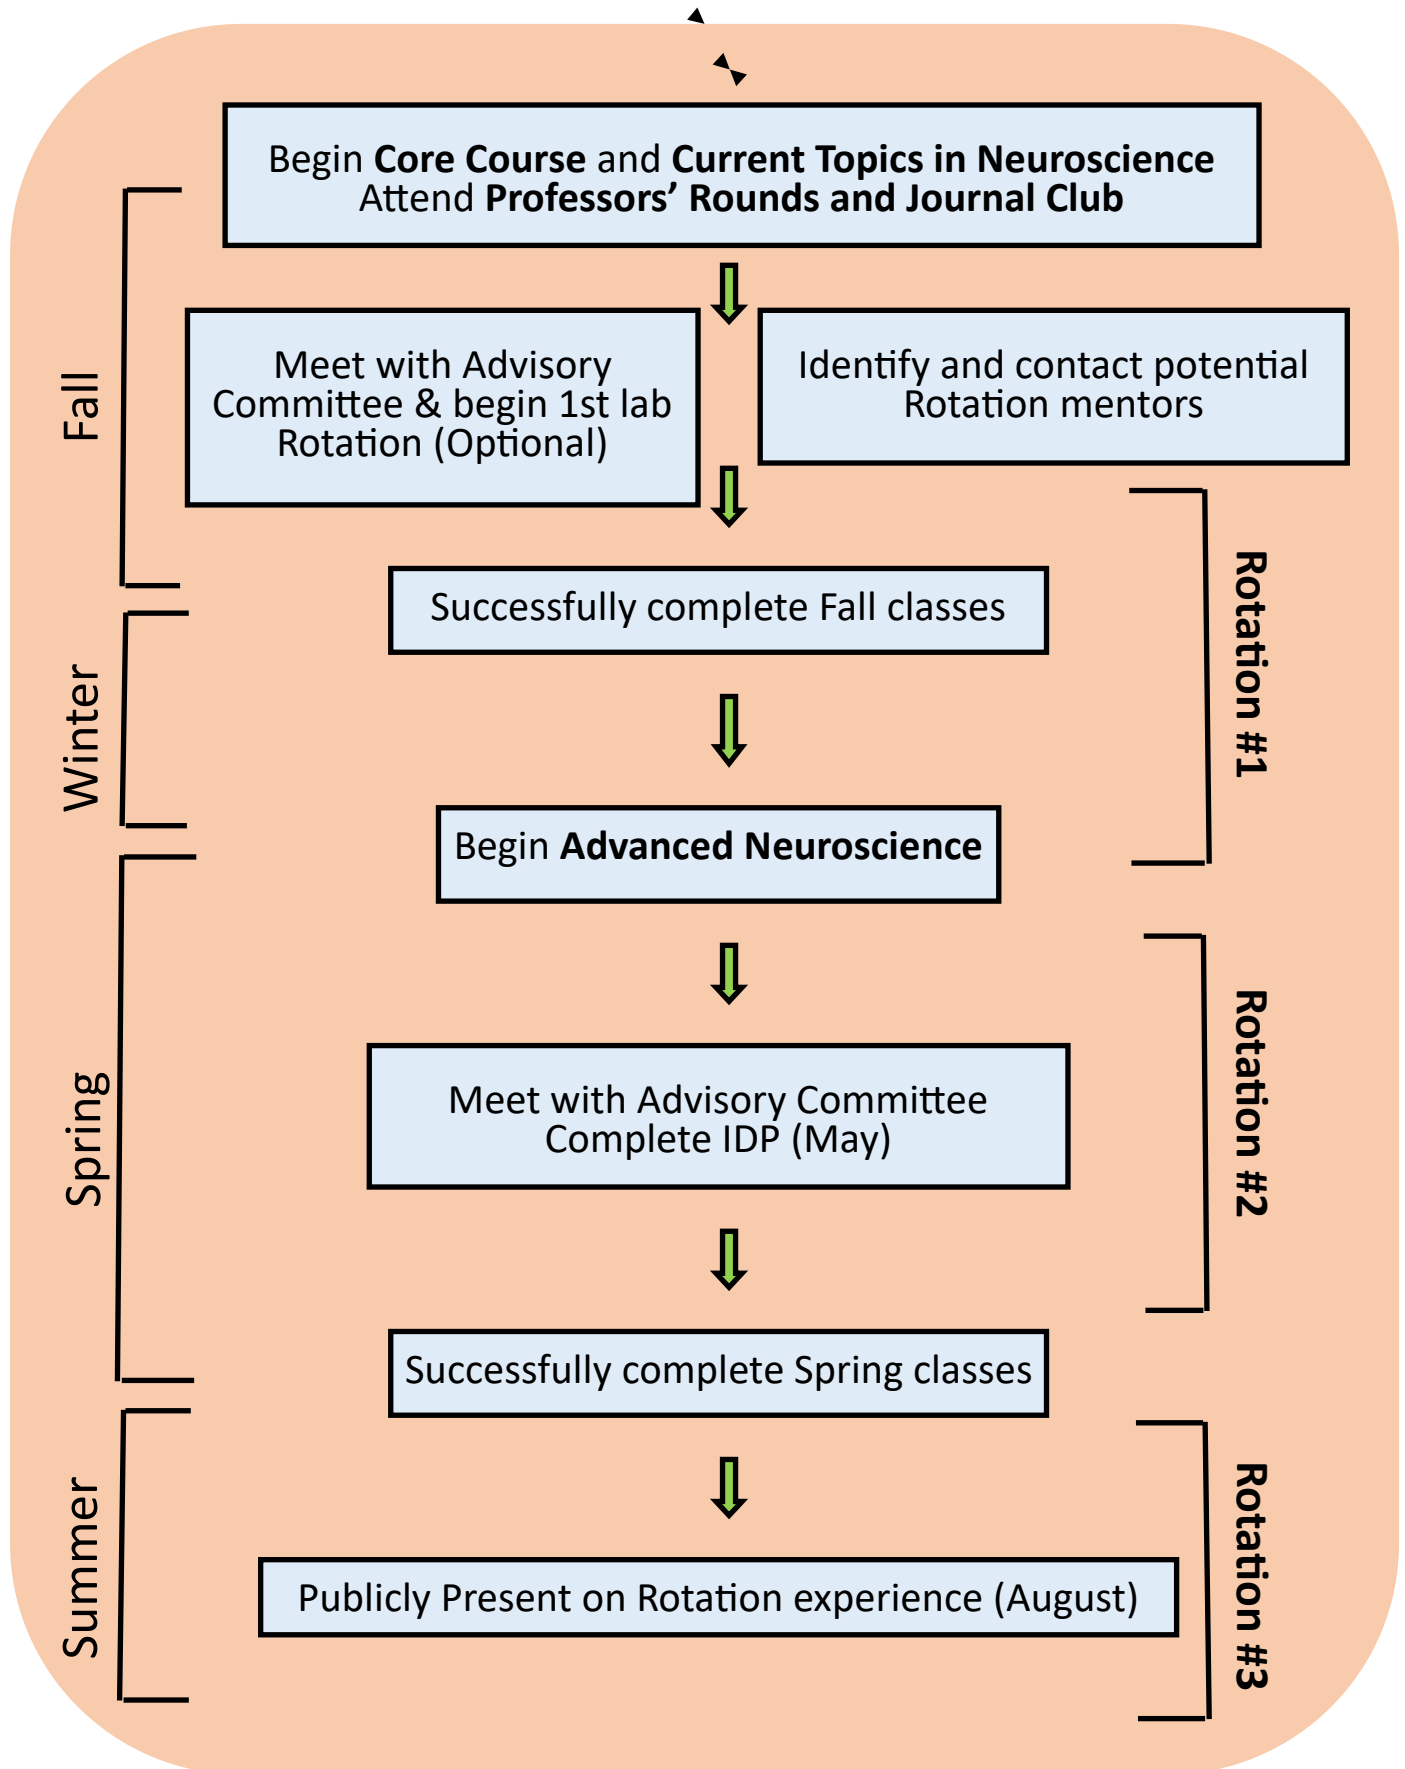 Begin Core Course and Current Topics in Neuroscience
Attend Professors’ Rounds and Journal Club
Fall
Meet with Advisory
Committee & begin 1st lab
Rotation (Optional)
Identify and contact potential
Rotation mentors
Rotation #1
Successfully complete Fall classes
Winter
Begin Advanced Neuroscience
Spring
Rotation #2
Meet with Advisory Committee
Complete IDP (May)
Successfully complete Spring classes
Summer
Rotation #3
Publicly Present on Rotation experience (August)